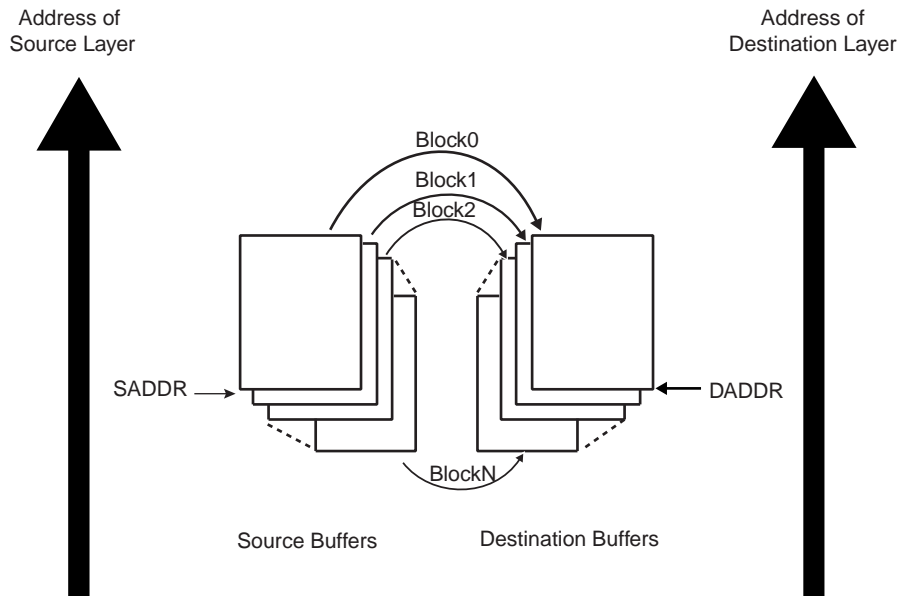 Address of
Source Layer
Address of
Destination Layer
Block0
Block1
Block2
SADDR
DADDR
BlockN
Source Buffers
Destination Buffers